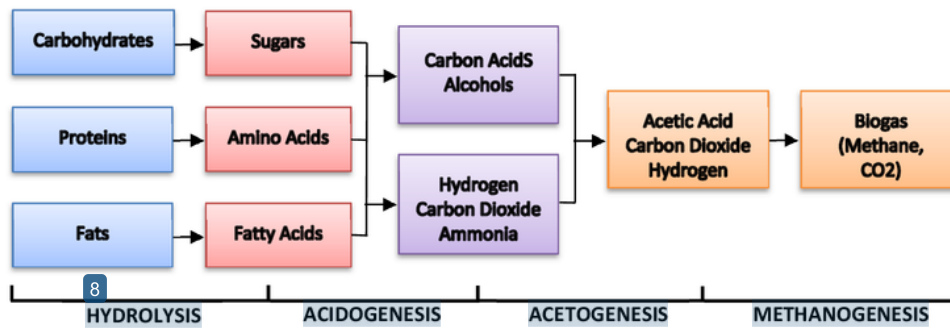 Carbohydrates
Sugars
Carbon AcidS
Alcohols
Proteins
Amino Acids
Acetic Acid
Carbon Dioxide
Hydrogen
Biogas
(Methane,
CO2)
Hydrogen
Carbon Dioxide
Ammonia
Fats
Fatty Acids
8
HYDROLYSIS
ACIDOGENESIS
ACETOGENESIS
METHANOGENESIS